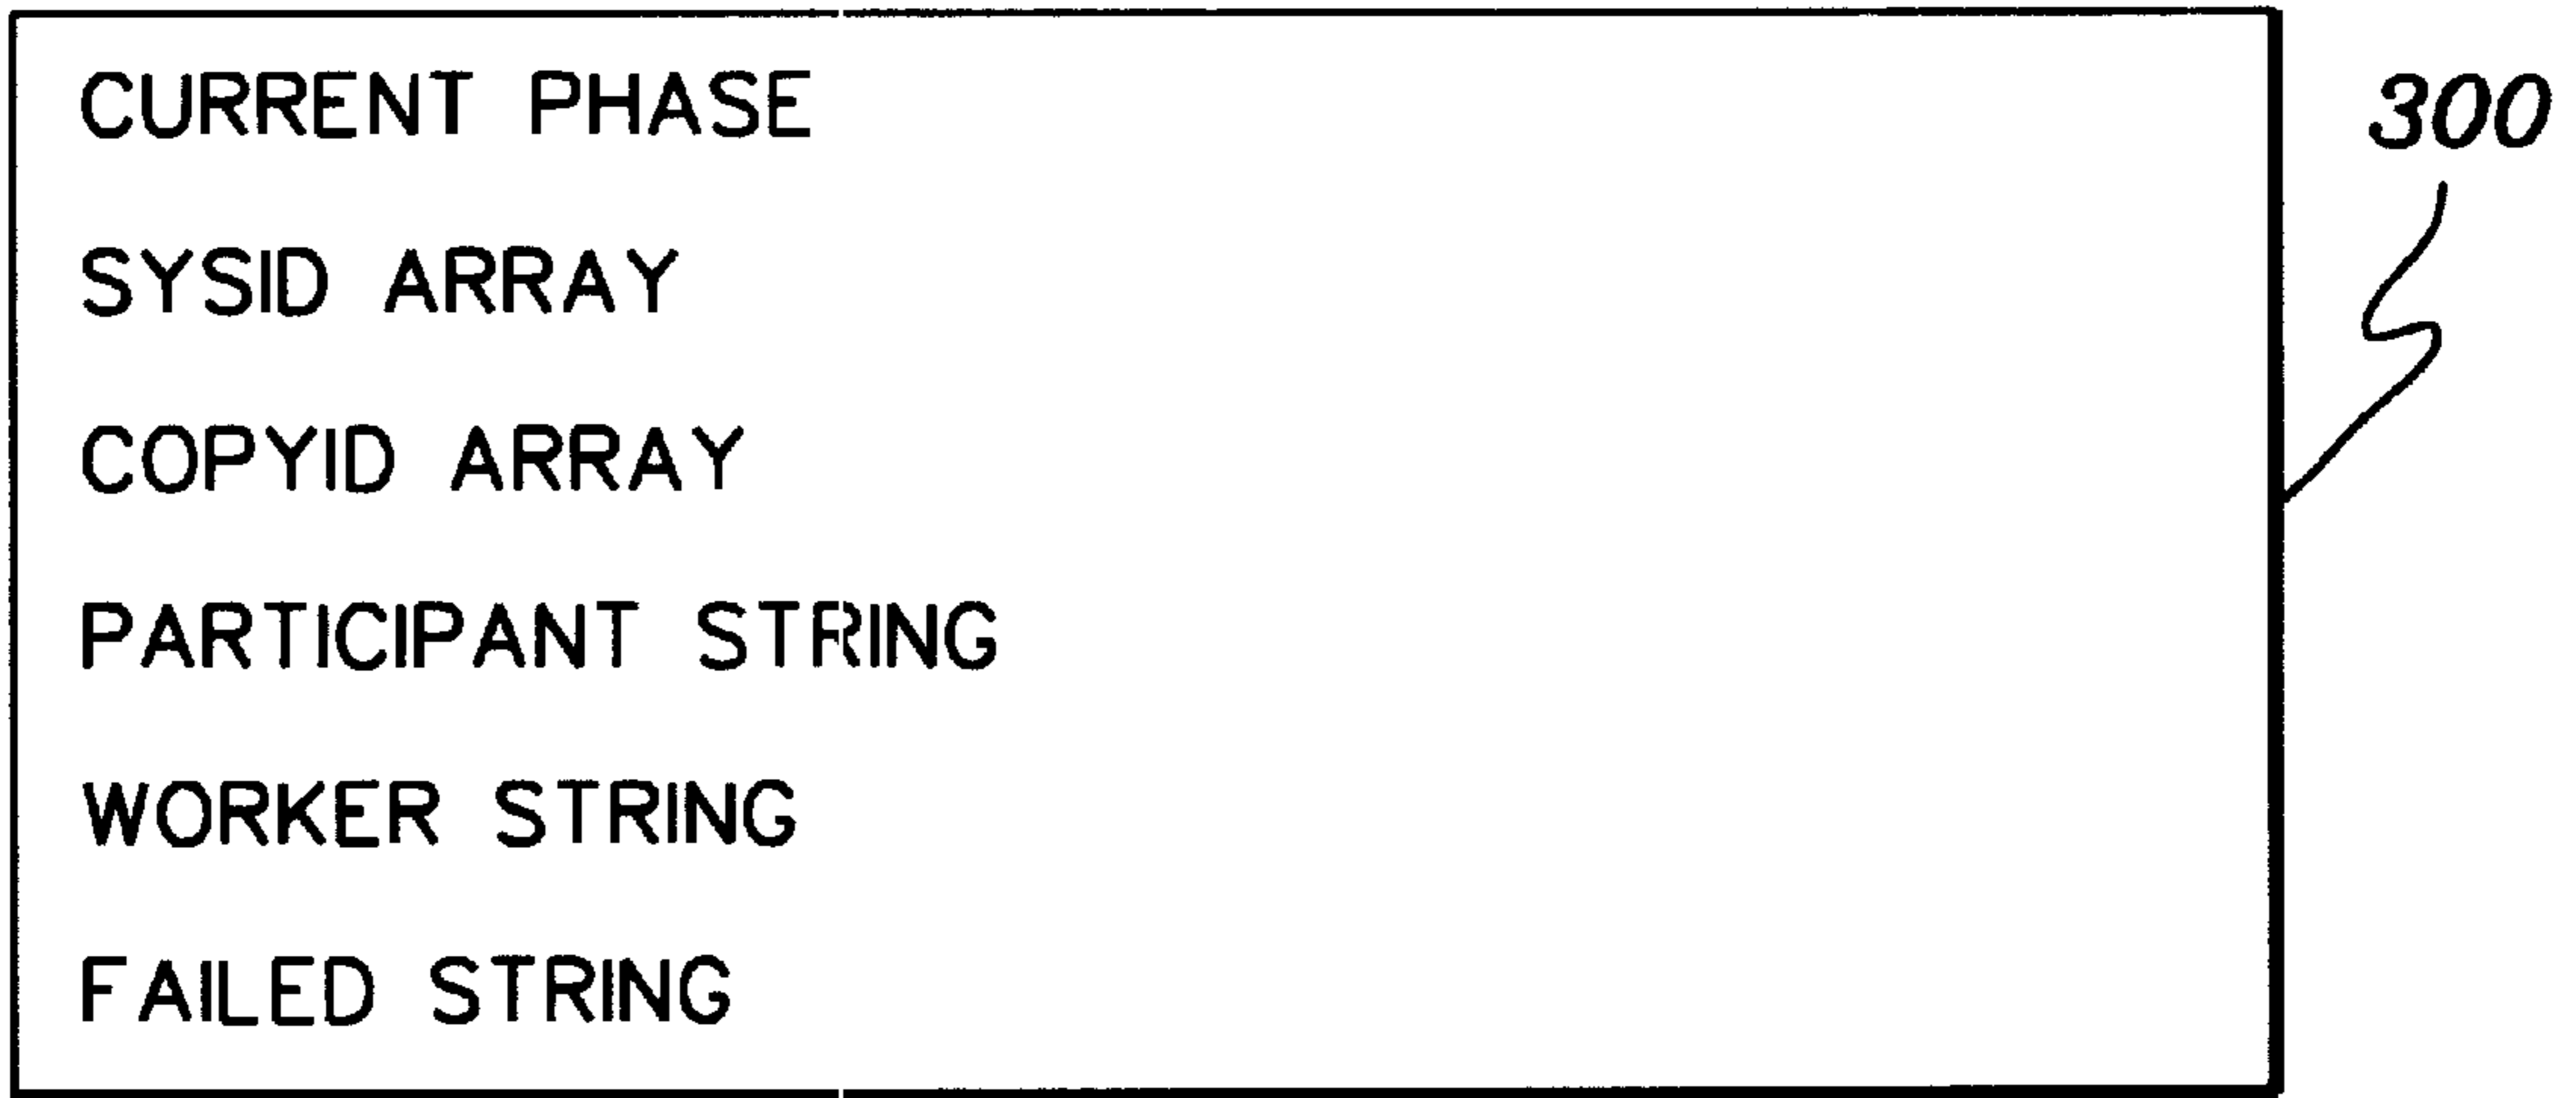 CURRENT PHASE
300
SYSID ARRAY
COPYID ARRAY
PARTICIPANT STRING
WORKER STRING
FAILED STRING